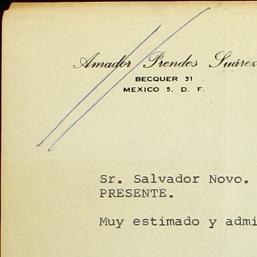 Amador Prendes Suárez
BECQUER 31
MEXICO 5. D. F.
Sr. Salvador Novo.
PRESENTE.
Muy estimado y admi